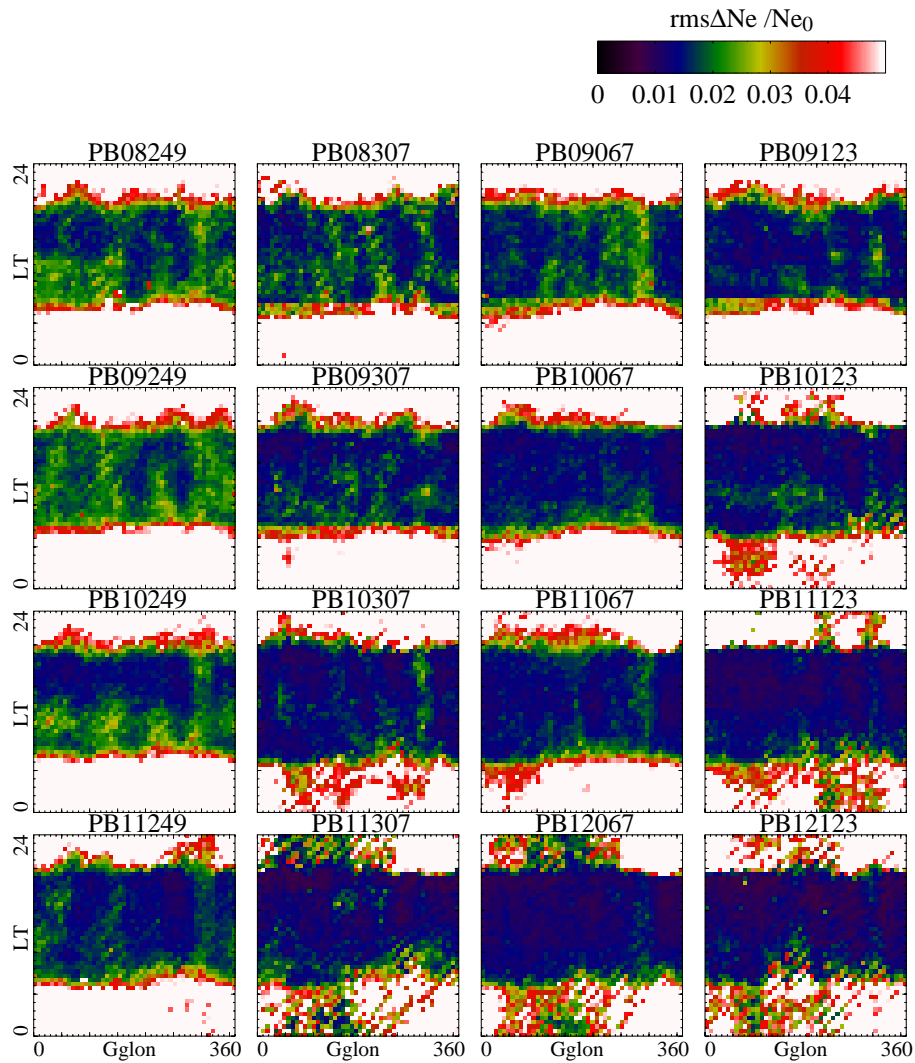 rmsΔNe /Ne₀
0 0.01 0.02 0.03 0.04
PB08249 PB08307 PB09067 PB09123
24
LT
0
PB09249 PB09307 PB10067 PB10123
24
LT
0
PB10249 PB10307 PB11067 PB11123
24
LT
0
PB11249 PB11307 PB12067 PB12123
24
LT
0
0 Gglon 360 0 Gglon 360 0 Gglon 360 0 Gglon 360